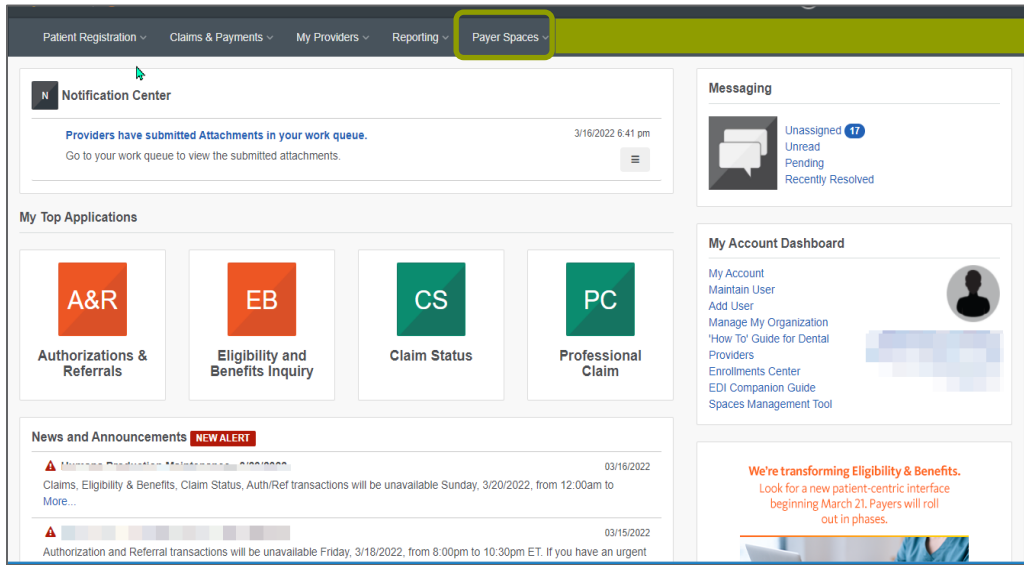 Patient Registration
Claims & Payments
My Providers
Reporting
Payer Spaces
N
Notification Center
Providers have submitted Attachments in your work queue.
3/16/2022 6:41 pm
Go to your work queue to view the submitted attachments.
My Top Applications
A&R
EB
CS
PC
Authorizations &
Referrals
Eligibility and
Benefits Inquiry
Claim Status
Professional
Claim
News and Announcements NEW ALERT
03/16/2022
Claims, Eligibility & Benefits, Claim Status, Auth/Ref transactions will be unavailable Sunday, 3/20/2022, from 12:00am to
More...
03/15/2022
Authorization and Referral transactions will be unavailable Friday, 3/18/2022, from 8:00pm to 10:30pm ET. If you have an urgent
Messaging
Unassigned 17
Unread
Pending
Recently Resolved
My Account Dashboard
My Account
Maintain User
Add User
Manage My Organization
'How To' Guide for Dental
Providers
Enrollments Center
EDI Companion Guide
Spaces Management Tool
We're transforming Eligibility & Benefits.
Look for a new patient-centric interface
beginning March 21. Payers will roll
out in phases.